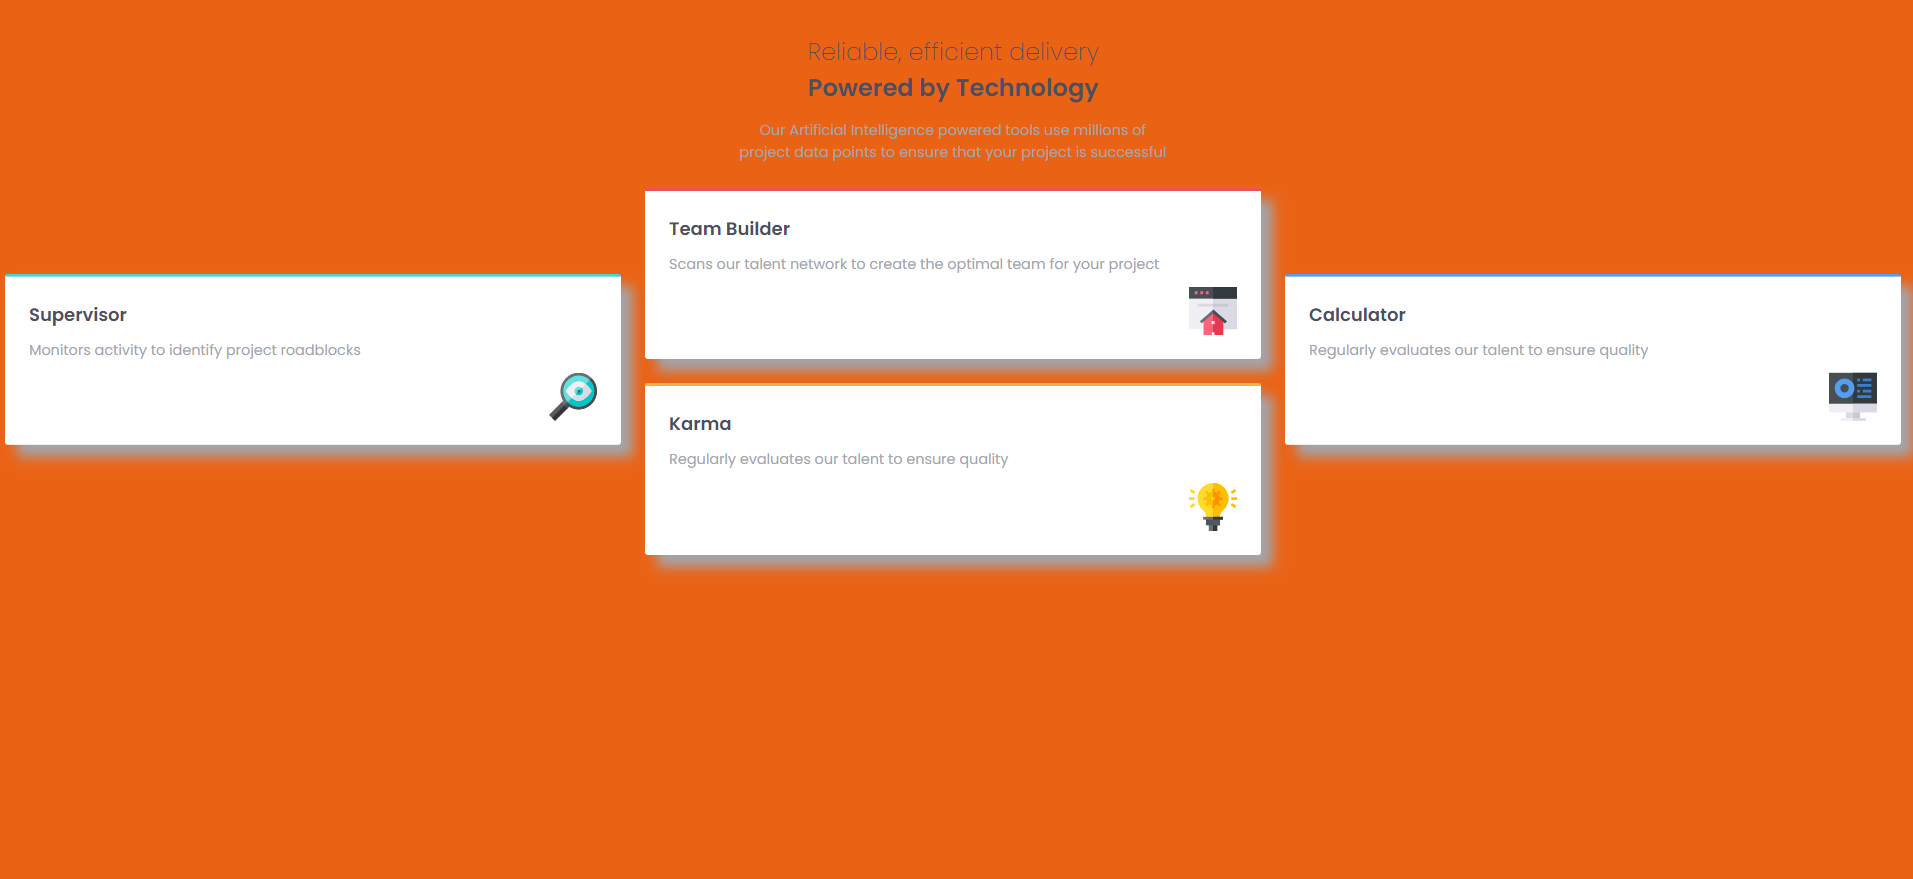 Reliable, efficient delivery
Powered by Technology
Our Artificial Intelligence powered tools use millions of
project data points to ensure that your project is successful
Supervisor
Monitors activity to identify project roadblocks
Team Builder
Scans our talent network to create the optimal team for your project
Karma
Regularly evaluates our talent to ensure quality
Calculator
Regularly evaluates our talent to ensure quality